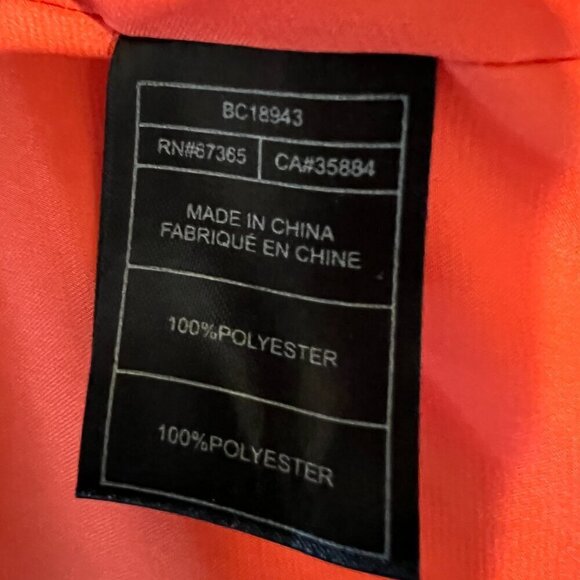 BC18943
RN#67365 CA#35884
MADE IN CHINA
FABRIQUÉ EN CHINE
100%POLYESTER
100%POLYESTER